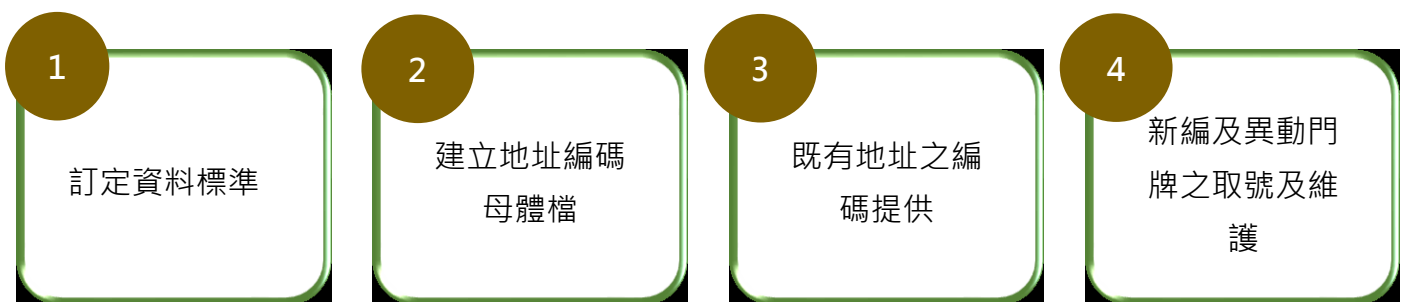 1
訂定資料標準
2
建立地址編碼
母體檔
3
既有地址之編
碼提供
4
新編及異動門
牌之取號及維
護